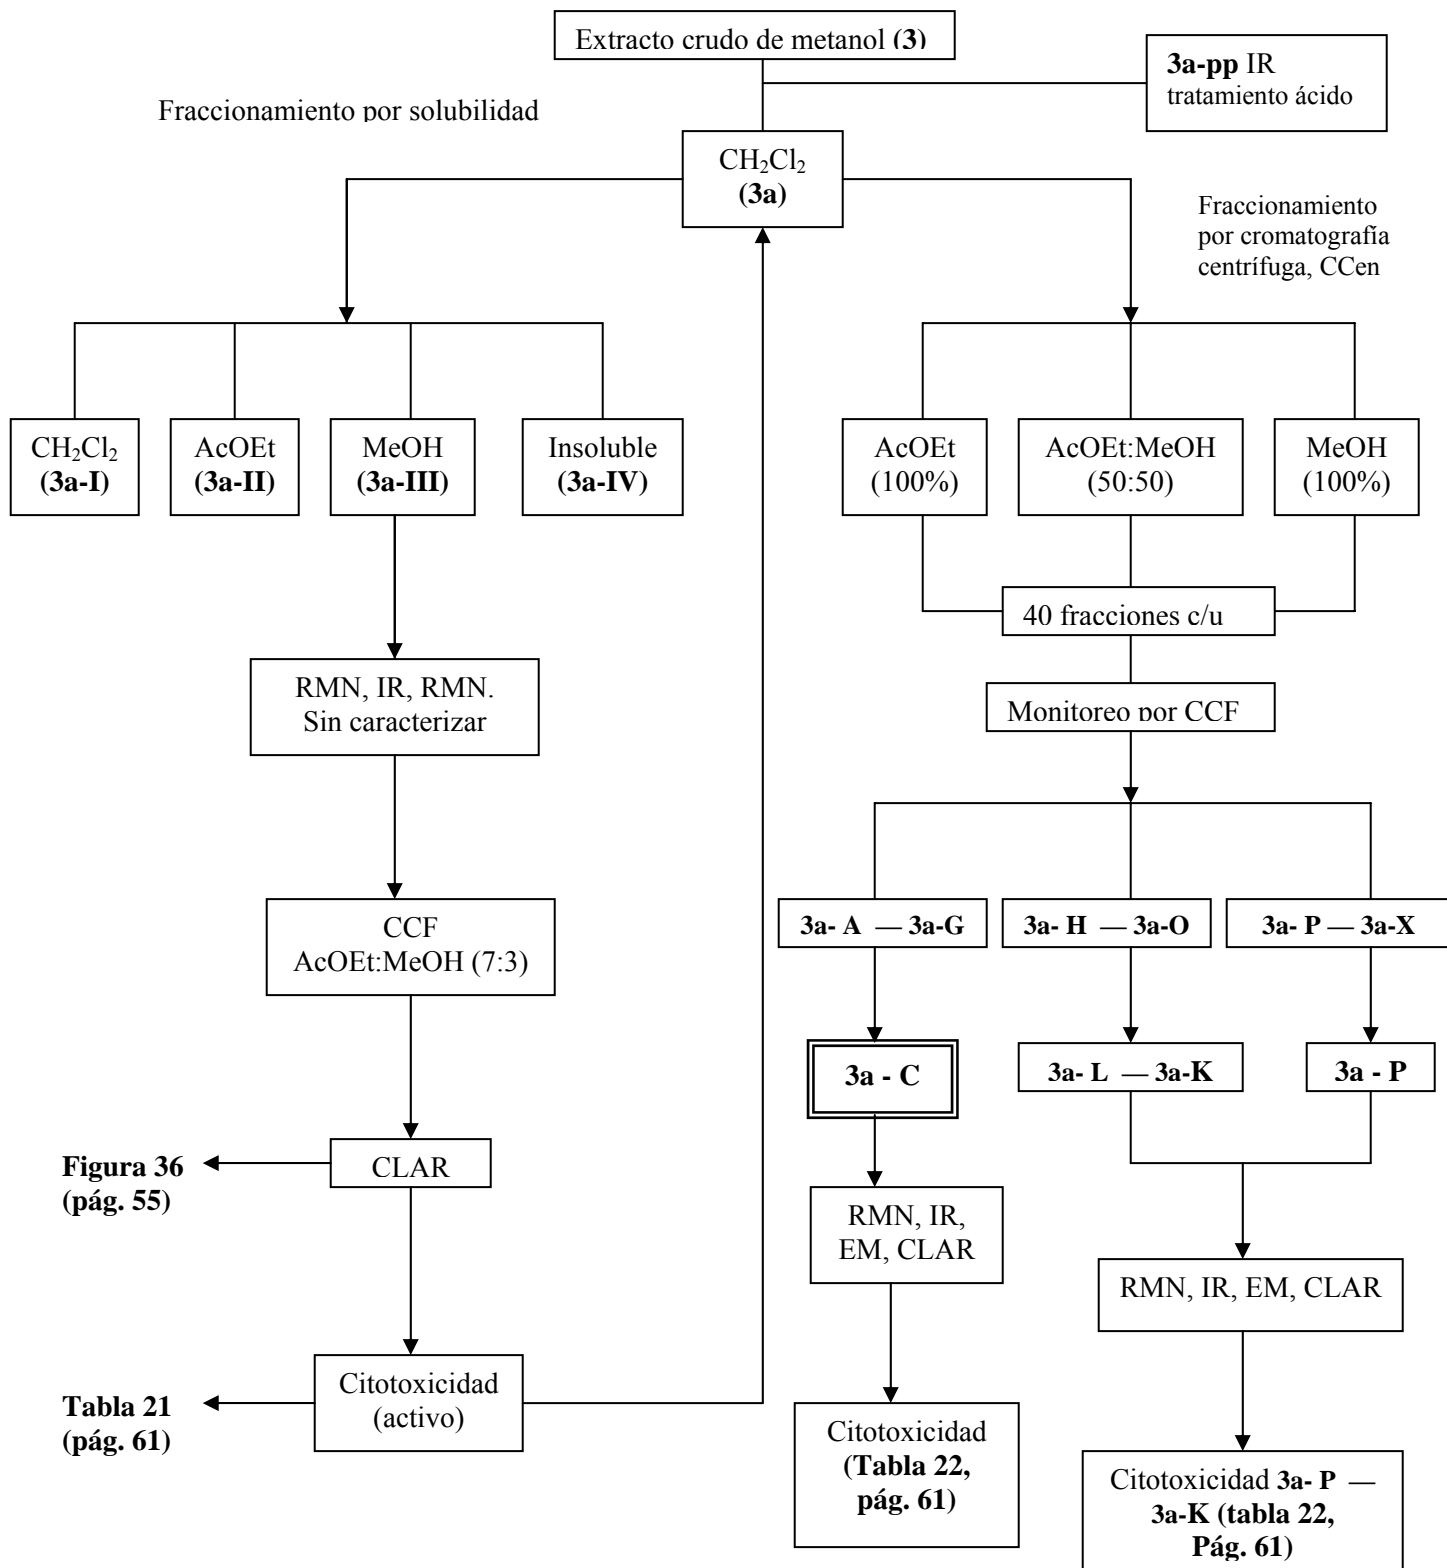 Extracto crudo de metanol (3)
3a-pp IR
tratamiento ácido
Fraccionamiento por solubilidad
CH₂Cl₂
(3a)
Fraccionamiento
por cromatografía
centrífuga, CCen
CH₂Cl₂
(3a-I)
AcOEt
(3a-II)
MeOH
(3a-III)
Insoluble
(3a-IV)
AcOEt
(100%)
AcOEt:MeOH
(50:50)
MeOH
(100%)
40 fracciones c/u
RMN, IR, RMN.
Sin caracterizar
Monitoreo por CCF
CCF
AcOEt:MeOH (7:3)
3a- A — 3a-G
3a- H — 3a-O
3a- P — 3a-X
3a - C
3a- L — 3a-K
3a - P
Figura 36
(pág. 55)
CLAR
RMN, IR,
EM, CLAR
RMN, IR, EM, CLAR
Tabla 21
(pág. 61)
Citotoxicidad
(activo)
Citotoxicidad
(Tabla 22,
pág. 61)
Citotoxicidad 3a- P —
3a-K (tabla 22,
Pág. 61)